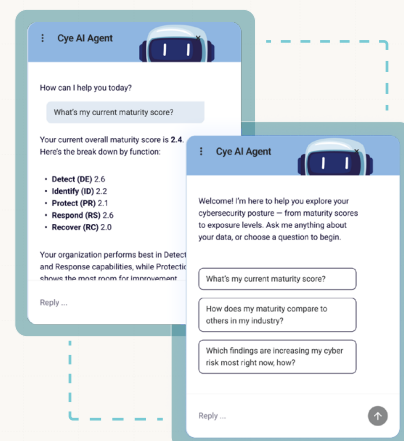 Cye AI Agent
How can I help you today?
What's my current maturity score?
Your current overall maturity score is 2.4.
Here's the break down by function:
• Detect (DE) 2.6
• Identify (ID) 2.2
• Protect (PR) 2.1
• Respond (RS) 2.6
• Recover (RC) 2.0
Your organization performs best in Detect
and Response capabilities, while Protectio
shows the most room for improvement
Reply ...
Cye AI Agent
Welcome! I'm here to help you explore your
cybersecurity posture — from maturity scores
to exposure levels. Ask me anything about
your data, or choose a question to begin.
What's my current maturity score?
How does my maturity compare to
others in my industry?
Which findings are increasing my cyber
risk most right now, how?
Reply ...